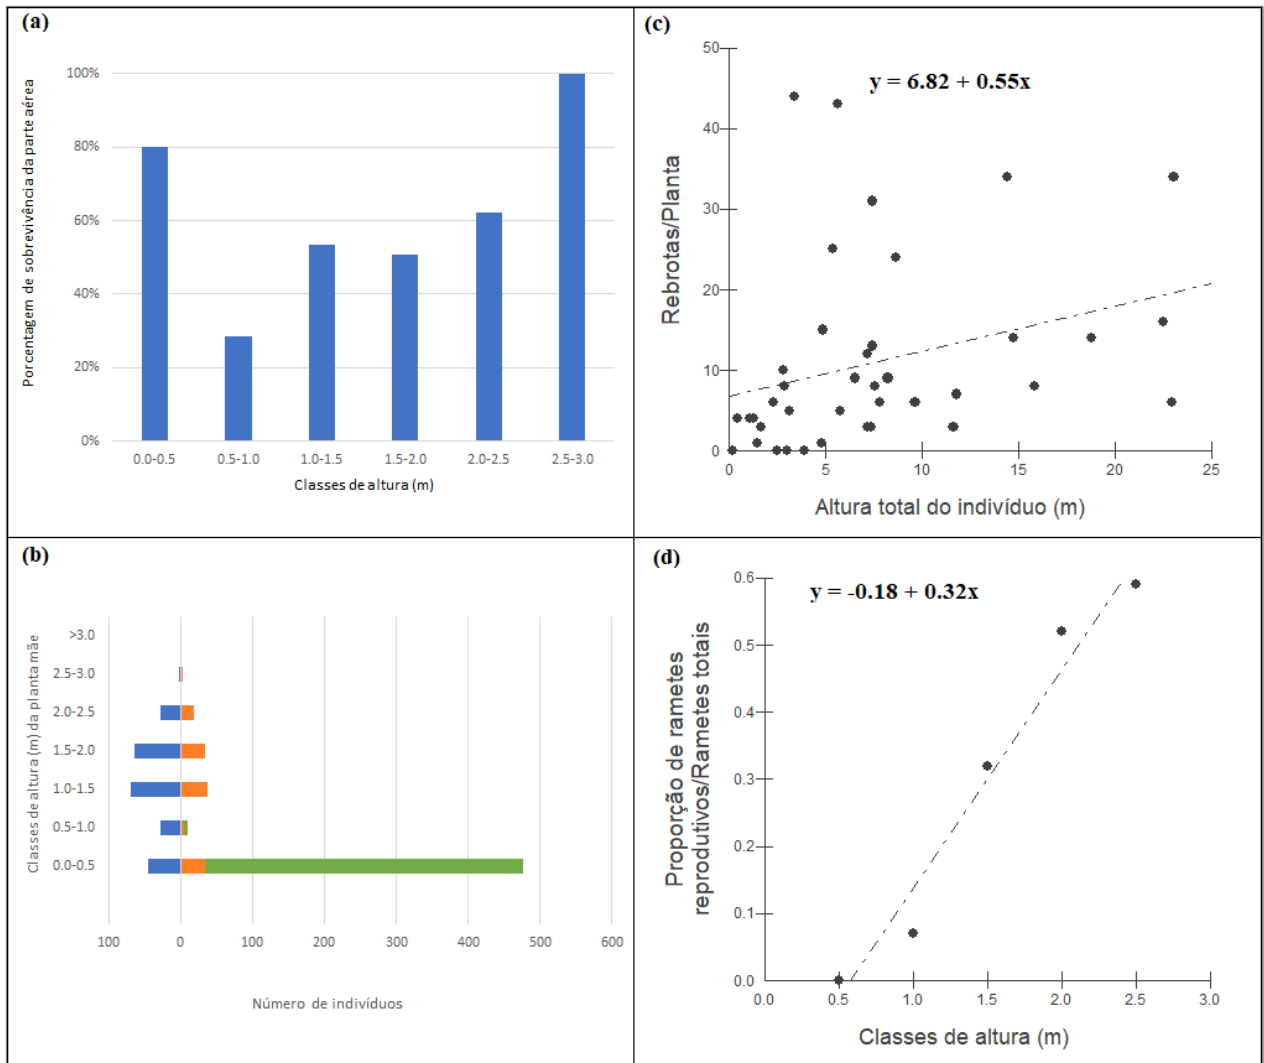 (a)
Porcentagem de sobrevivência da parte aérea
100%
80%
60%
40%
20%
0%
0.0-0.5 0.5-1.0 1.0-1.5 1.5-2.0 2.0-2.5 2.5-3.0
Classes de altura (m)
(b)
Classes de altura (m) da planta mãe
>3.0
2.5-3.0
2.0-2.5
1.5-2.0
1.0-1.5
0.5-1.0
0.0-0.5
100 0 100 200 300 400 500 600
Número de indivíduos
(c)
y = 6.82 + 0.55x
Rebrotas/Planta
50
40
30
20
10
0
0 5 10 15 20 25
Altura total do indivíduo (m)
(d)
y = -0.18 + 0.32x
Proporção de rametes
reprodutivos/Rametes totais
0.6
0.5
0.4
0.3
0.2
0.1
0.0
0.0 0.5 1.0 1.5 2.0 2.5 3.0
Classes de altura (m)